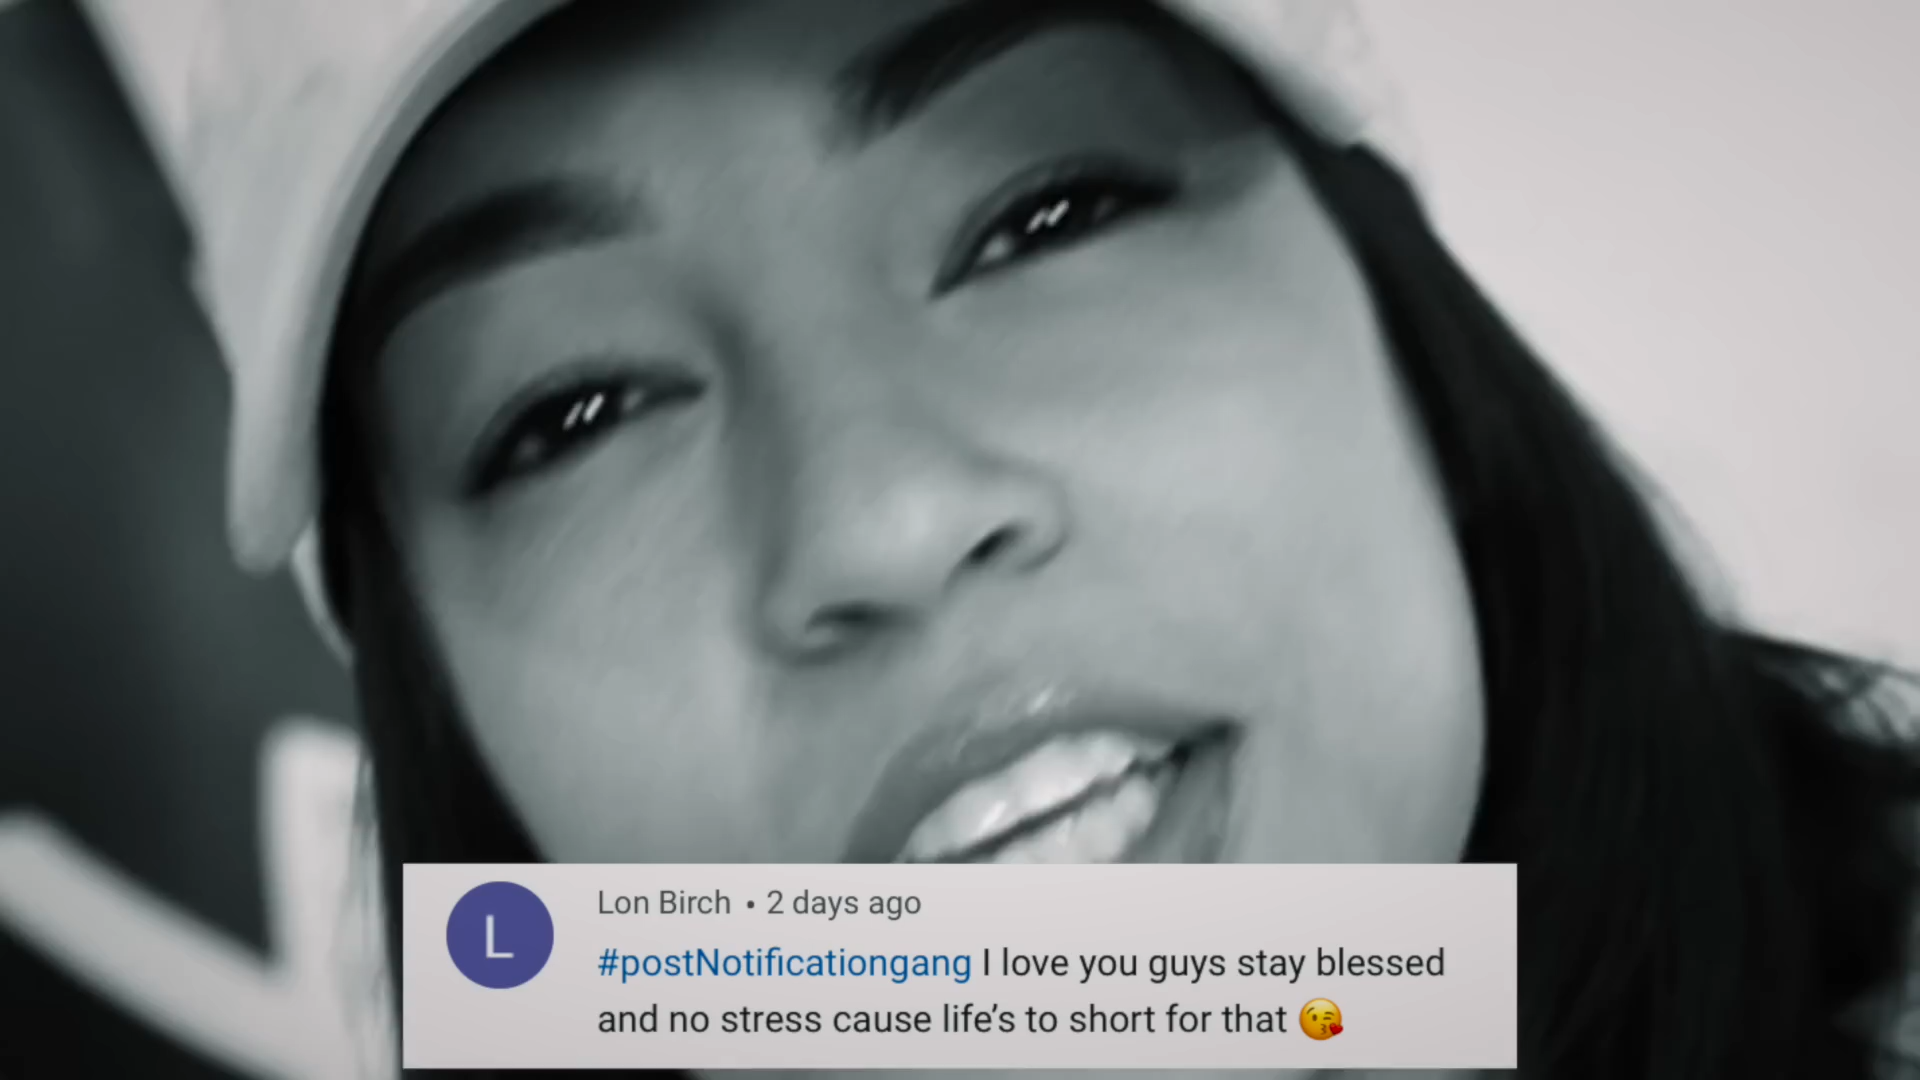 L
Lon Birch • 2 days ago
#postNotificationgang I love you guys stay blessed
and no stress cause life's to short for that 😘